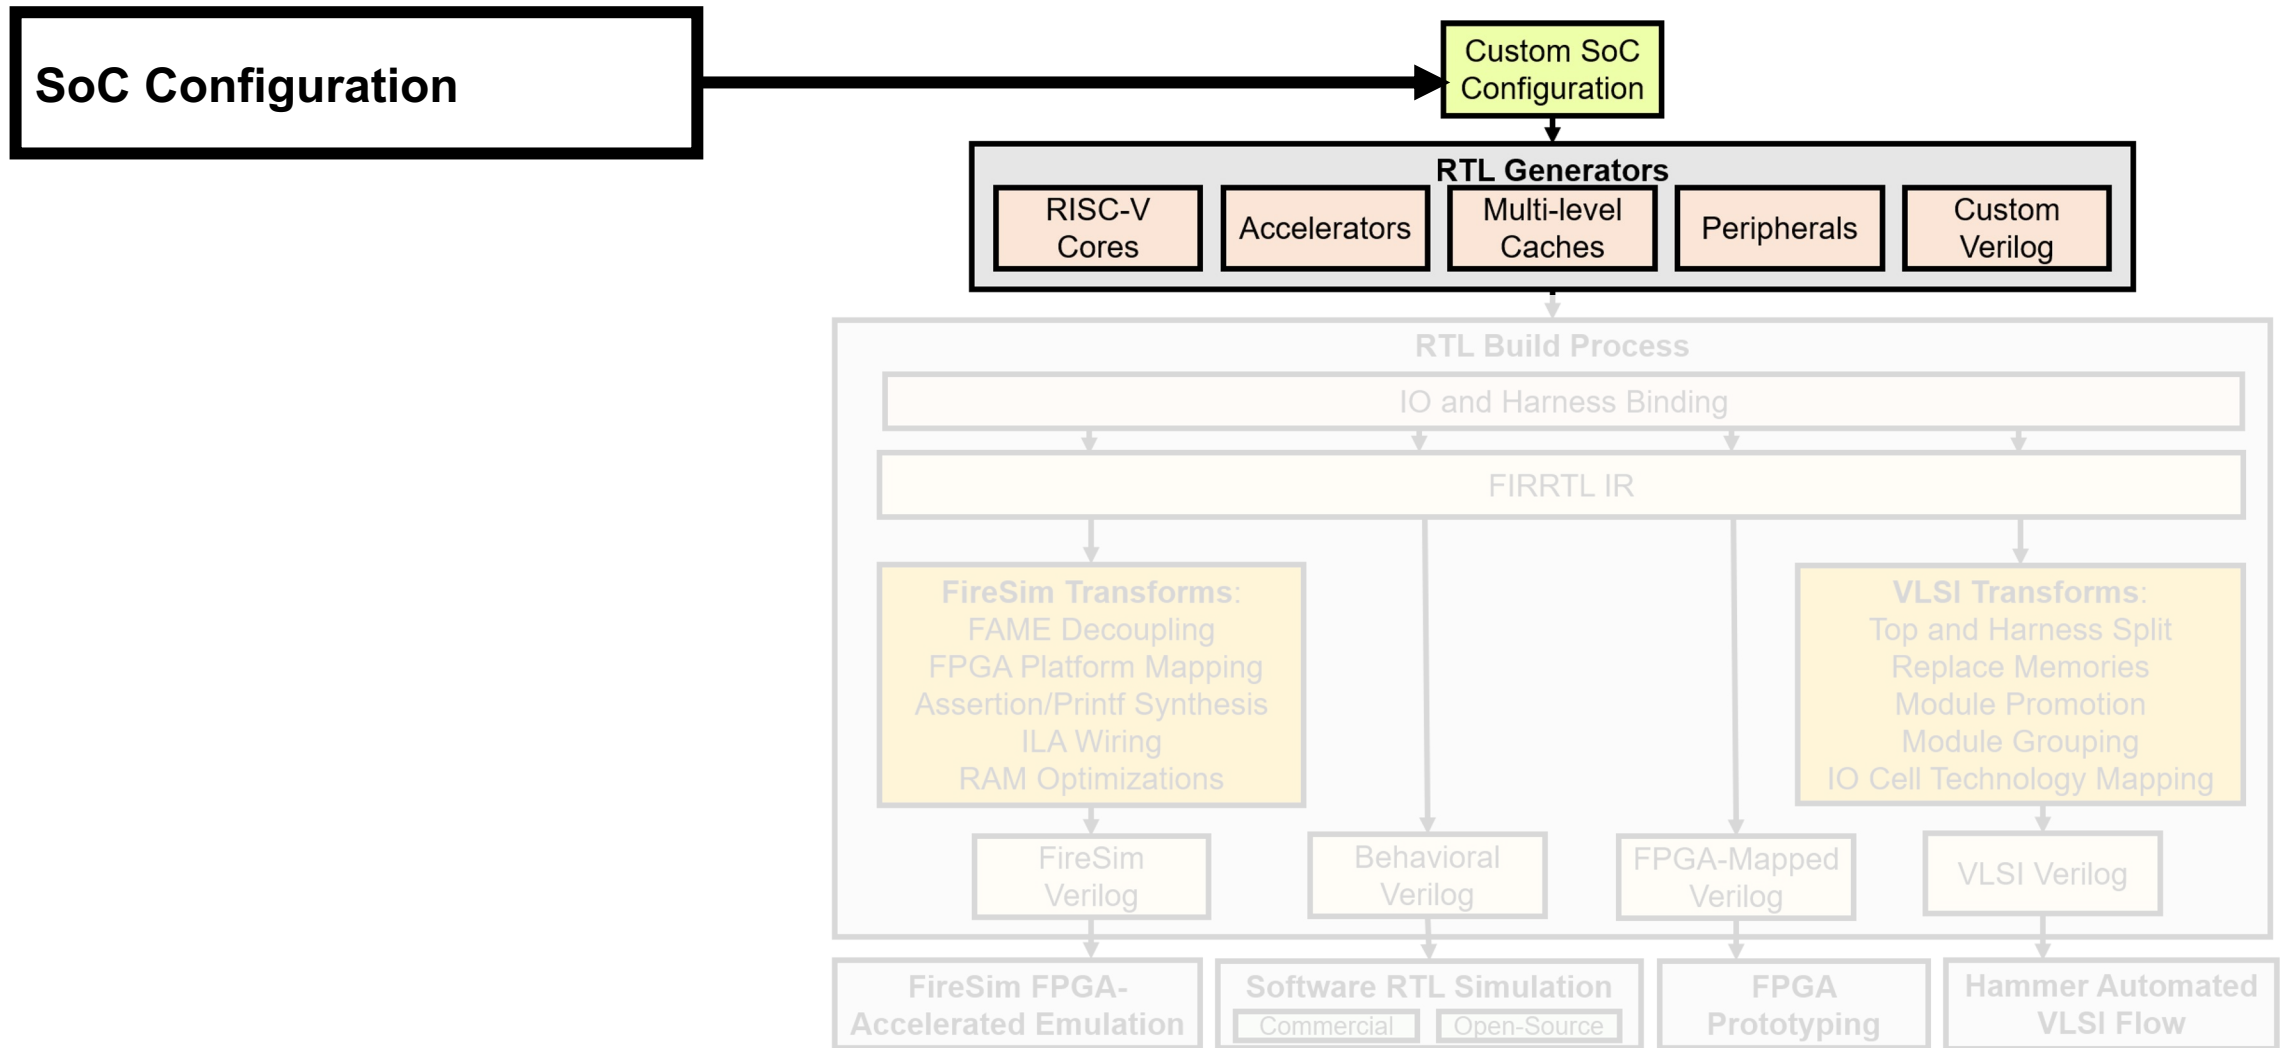 SoC Configuration
Custom SoC
Configuration
RTL Generators
RISC-V
Cores
Accelerators
Multi-level
Caches
Peripherals
Custom
Verilog
RTL Build Process
IO and Harness Binding
FIRRTL IR
FireSim Transforms:
FAME Decoupling
FPGA Platform Mapping
Assertion/Printf Synthesis
ILA Wiring
RAM Optimizations
VLSI Transforms:
Top and Harness Split
Replace Memories
Module Promotion
Module Grouping
IO Cell Technology Mapping
FireSim
Verilog
Behavioral
Verilog
FPGA-Mapped
Verilog
VLSI Verilog
FireSim FPGA-
Accelerated Emulation
Software RTL Simulation
Commercial
Open-Source
FPGA
Prototyping
Hammer Automated
VLSI Flow